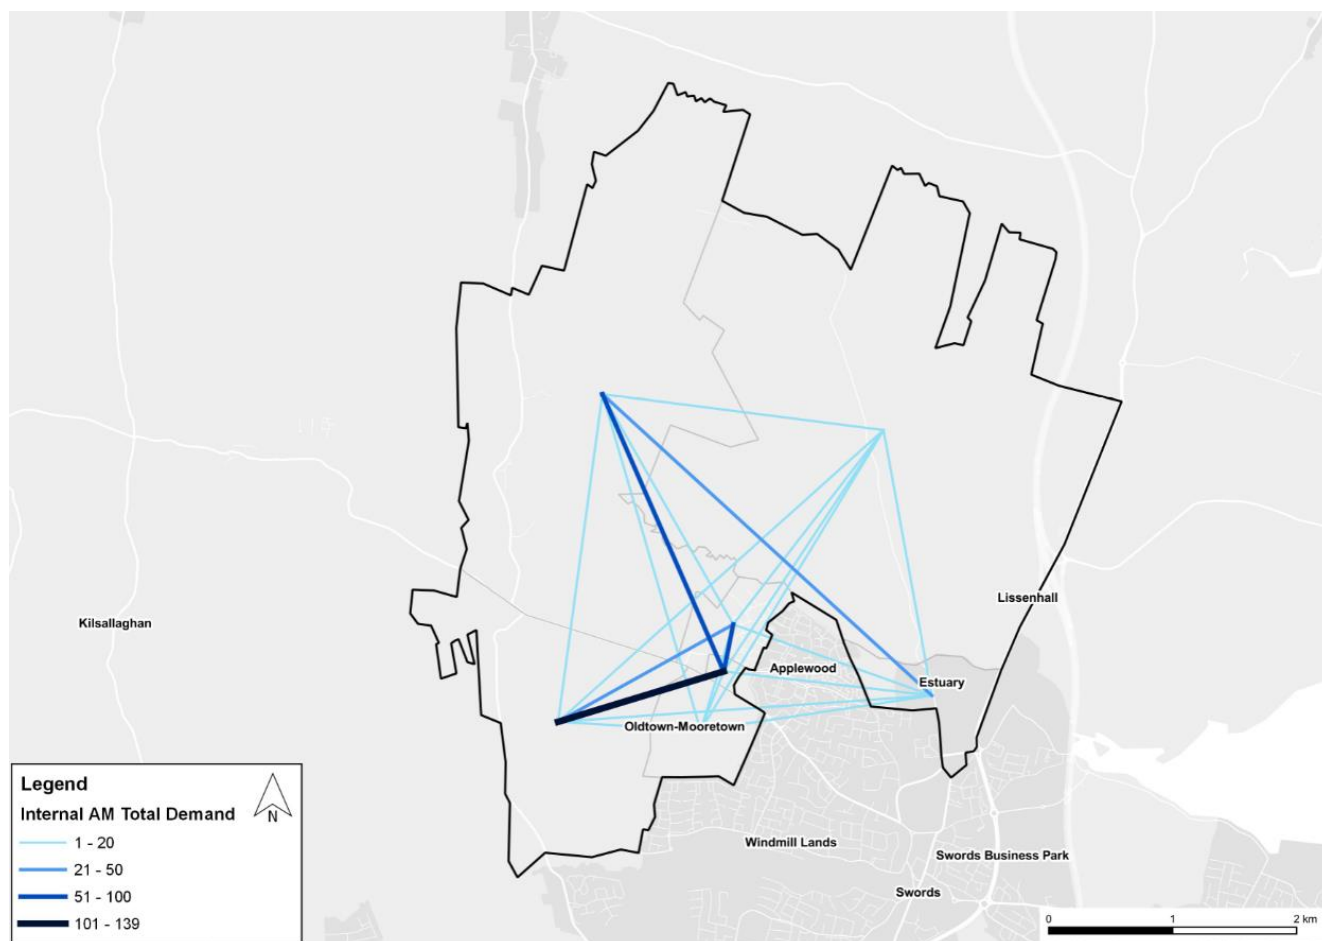 Lissenhall
Kilsallaghan
Applewood
Estuary
Oldtown-Mooretown
Windmill Lands
Swords Business Park
Swords
Legend
Internal AM Total Demand
N
1 - 20
21 - 50
51 - 100
101 - 139
0 1 2 km